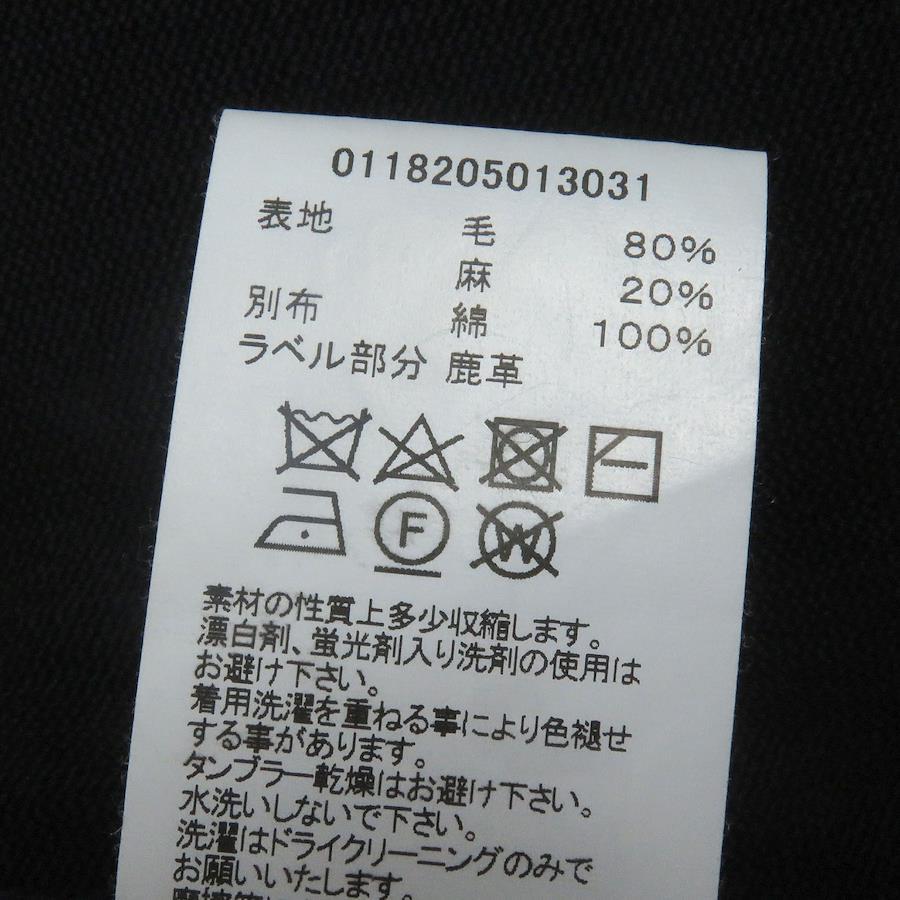 0118205013031
表地 毛 80%
麻 20%
別布 綿 100%
ラベル部分 鹿革
F W
素材の性質上多少収縮します。
漂白剤、蛍光剤入り洗剤の使用は
お避け下さい。
着用洗濯を重ねる事により色褪せ
する事があります。
タンブラー乾燥はお避け下さい。
水洗いしないで下さい。
洗濯はドライクリーニングのみで
お願いいたします。